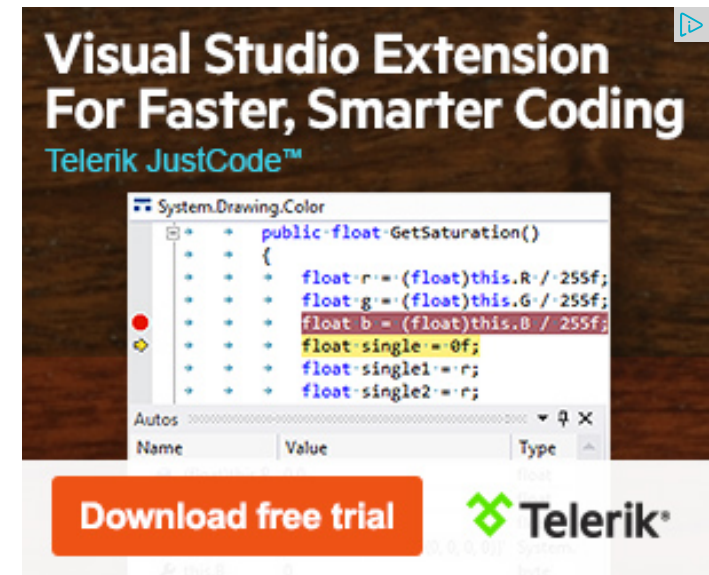 Visual Studio Extension
For Faster, Smarter Coding
Telerik JustCode™
System.Drawing.Color
public·float·GetSaturation()
{
float·r·=·(float)this.R·/·255f;
float·g·=·(float)this.G·/·255f;
float b = (float)this.B / 255f;
float·single·=·0f;
float·single1·=·r;
float·single2·=·r;
Autos
Name Value Type
Download free trial
Telerik®